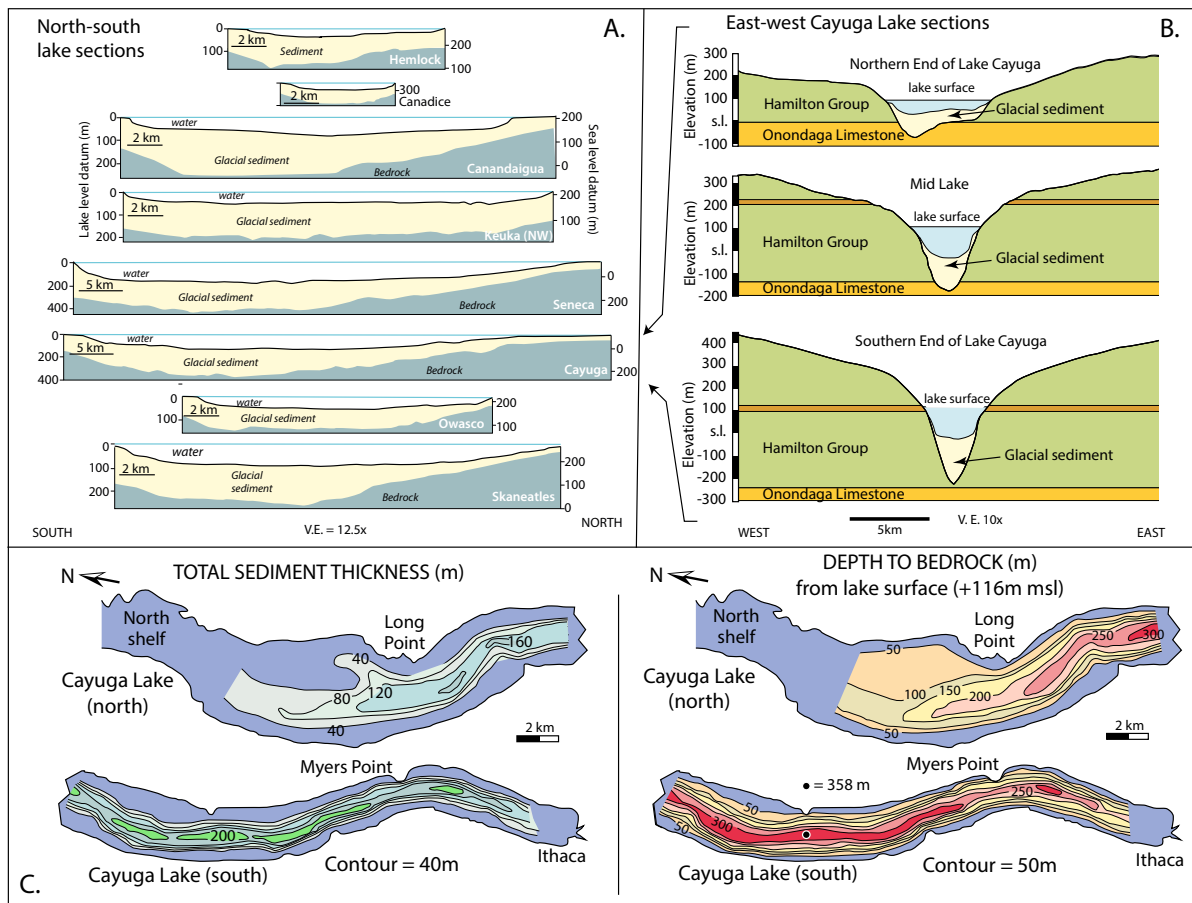 North-south
lake sections
A.
0
100
2 km
Sediment
Hemlock
200
100
0
2 km
300
Canadice
0
100
200
water
2 km
Glacial sediment
Bedrock
Canandaigua
200
100
0
Lake level datum (m)
Sea level datum (m)
0
100
200
water
2 km
Glacial sediment
Keuka (NW)
200
100
0
200
400
water
5 km
Glacial sediment
Bedrock
Seneca
0
200
0
200
400
water
5 km
Glacial sediment
Bedrock
Cayuga
0
200
0
100
water
2 km
Glacial sediment
Owasco
200
100
0
100
200
water
2 km
Glacial
sediment
Bedrock
Skaneatles
200
100
0
SOUTH
V.E. = 12.5x
NORTH
East-west Cayuga Lake sections
B.
Northern End of Lake Cayuga
Elevation (m)
300
200
100
s.l.
-100
lake surface
Hamilton Group
Glacial sediment
Onondaga Limestone
Mid Lake
Elevation (m)
300
200
100
s.l.
-100
-200
lake surface
Hamilton Group
Glacial sediment
Onondaga Limestone
Southern End of Lake Cayuga
Elevation (m)
400
300
200
100
s.l.
-100
-200
-300
lake surface
Hamilton Group
Glacial sediment
Onondaga Limestone
WEST
5km
V. E. 10x
EAST
N
TOTAL SEDIMENT THICKNESS (m)
North
shelf
Long
Point
160
40
120
80
40
Cayuga Lake
(north)
2 km
Myers Point
200
Ithaca
Cayuga Lake (south)
Contour = 40m
C.
N
DEPTH TO BEDROCK (m)
from lake surface (+116m msl)
North
shelf
Long
Point
50
250
300
100
150
200
50
Cayuga Lake
(north)
2 km
Myers Point
= 358 m
50
300
50
250
Ithaca
Cayuga Lake (south)
Contour = 50m